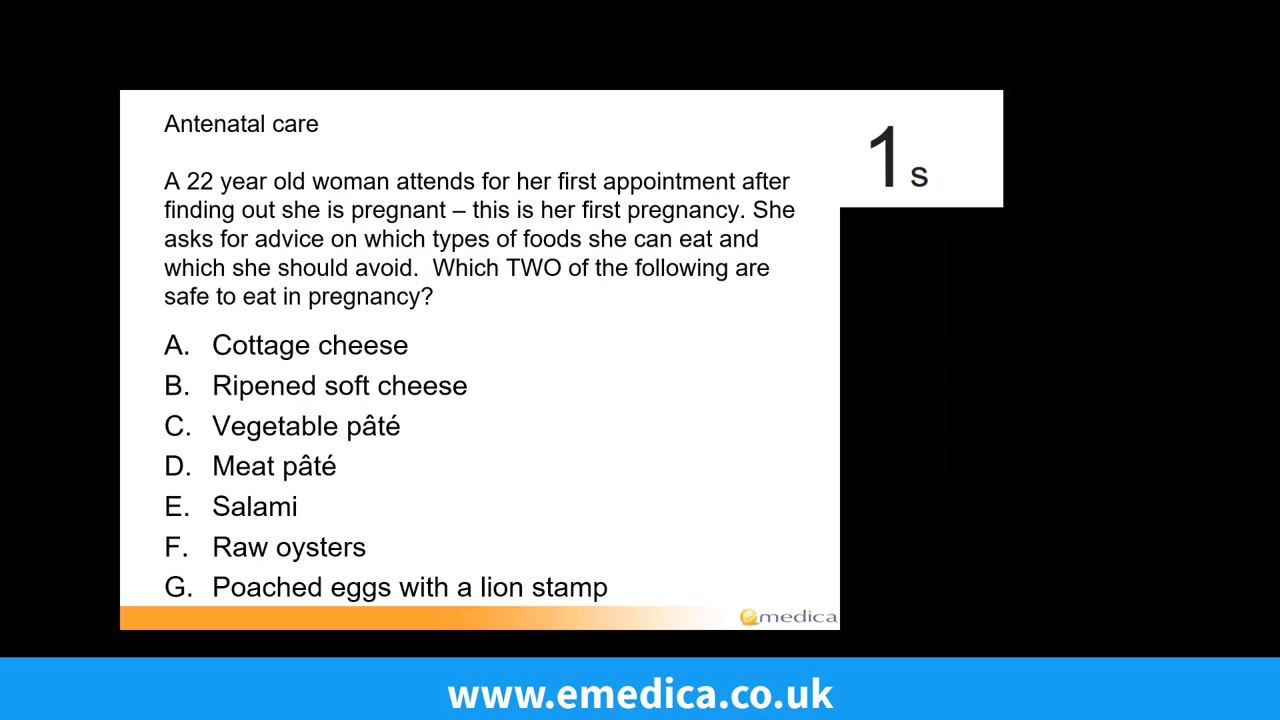 Antenatal care
1 s
A 22 year old woman attends for her first appointment after
finding out she is pregnant – this is her first pregnancy. She
asks for advice on which types of foods she can eat and
which she should avoid.  Which TWO of the following are
safe to eat in pregnancy?
A. Cottage cheese
B. Ripened soft cheese
C. Vegetable pâté
D. Meat pâté
E. Salami
F. Raw oysters
G. Poached eggs with a lion stamp
emedica
www.emedica.co.uk